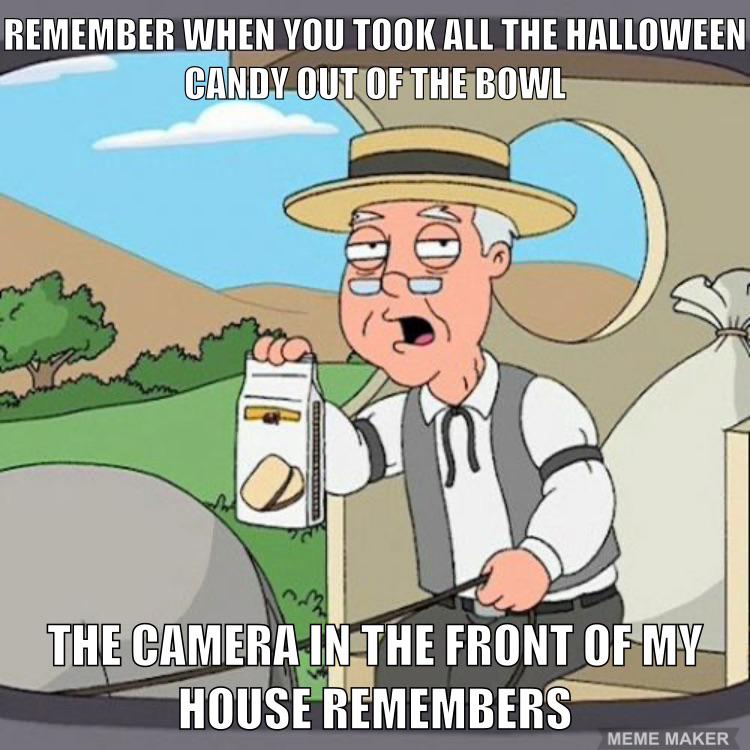 REMEMBER WHEN YOU TOOK ALL THE HALLOWEEN
CANDY OUT OF THE BOWL
THE CAMERA IN THE FRONT OF MY
HOUSE REMEMBERS
MEME MAKER